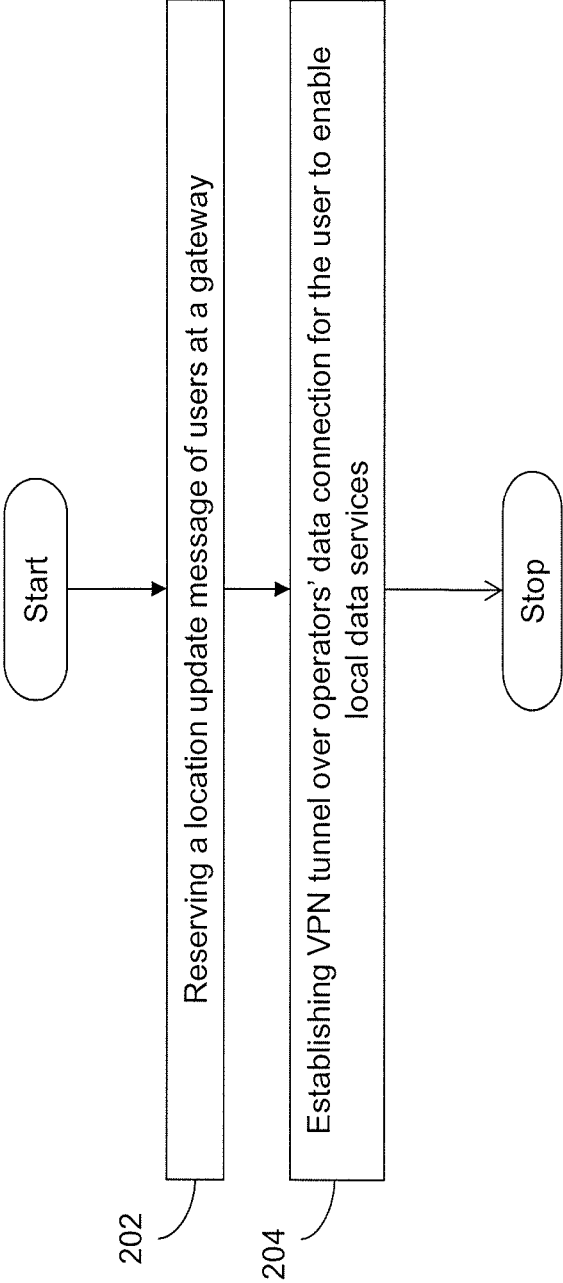 Start
202
Reserving a location update message of users at a gateway
204
Establishing VPN tunnel over operators' data connection for the user to enable
local data services
Stop